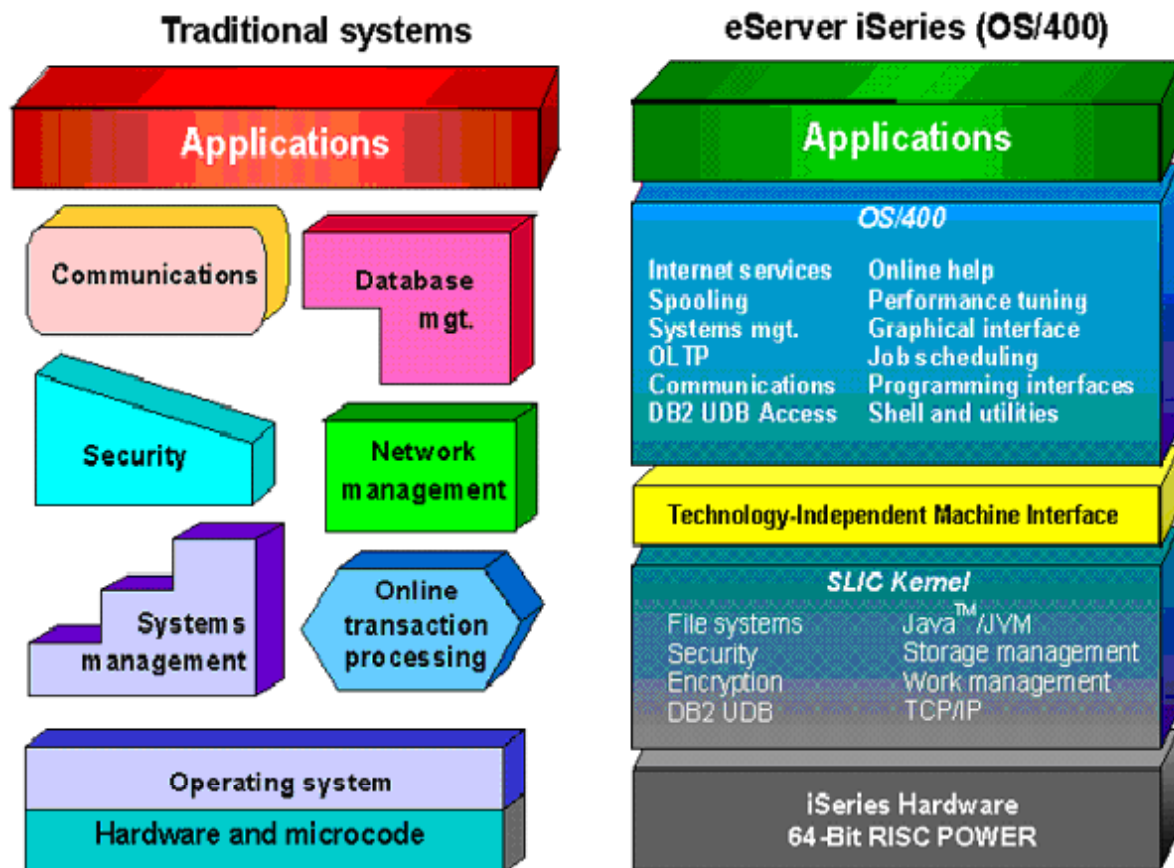 Traditional systems
Applications
Communications
Database
mgt.
Security
Network
management
Systems
management
Online
transaction
processing
Operating system
Hardware and microcode
eServer iSeries (OS/400)
Applications
OS/400
Internet services
Spooling
Systems mgt.
OLTP
Communications
DB2 UDB Access
Online help
Performance tuning
Graphical interface
Job scheduling
Programming interfaces
Shell and utilities
Technology-Independent Machine Interface
SLIC Kernel
File systems
Security
Encryption
DB2 UDB
Java™/JVM
Storage management
Work management
TCP/IP
iSeries Hardware
64-Bit RISC POWER